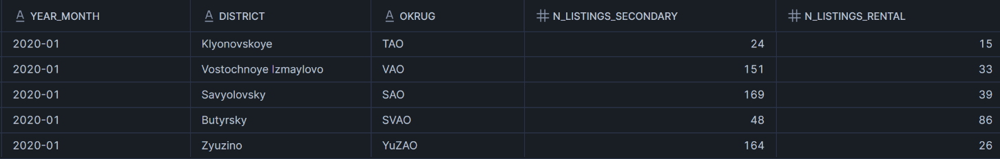 A YEAR_MONTH A DISTRICT A OKRUG # N_LISTINGS_SECONDARY # N_LISTINGS_RENTAL
2020-01 Klyonovskoye TAO 24 15
2020-01 Vostochnoye Izmaylovo VAO 151 33
2020-01 Savyolovsky SAO 169 39
2020-01 Butyrsky SVAO 48 86
2020-01 Zyuzino YuZAO 164 26